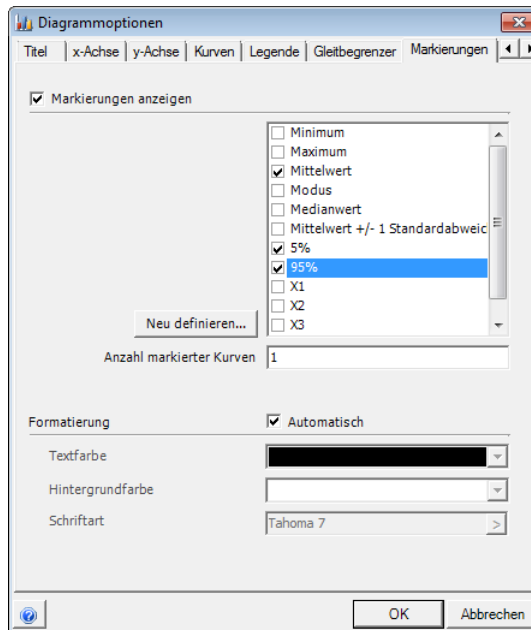 Diagrammoptionen
Titel x-Achse y-Achse Kurven Legende Gleitbegrenzer Markierungen
Markierungen anzeigen
Minimum
Maximum
Mittelwert
Modus
Medianwert
Mittelwert +/- 1 Standardabweic
5%
95%
X1
X2
X3
Neu definieren...
Anzahl markierter Kurven 1
Formatierung Automatisch
Textfarbe
Hintergrundfarbe
Schriftart Tahoma 7 >
? OK Abbrechen